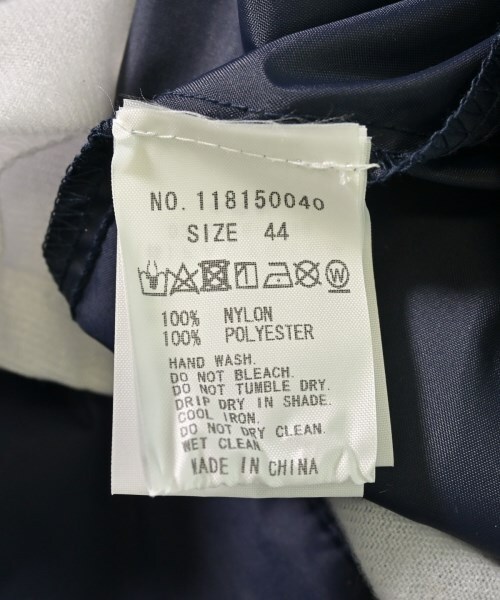 NO. 118150040
SIZE 44
W
100% NYLON
100% POLYESTER
HAND WASH.
DO NOT BLEACH.
DO NOT TUMBLE DRY.
DRIP DRY IN SHADE.
COOL IRON.
DO NOT DRY CLEAN.
WET CLEAN
MADE IN CHINA